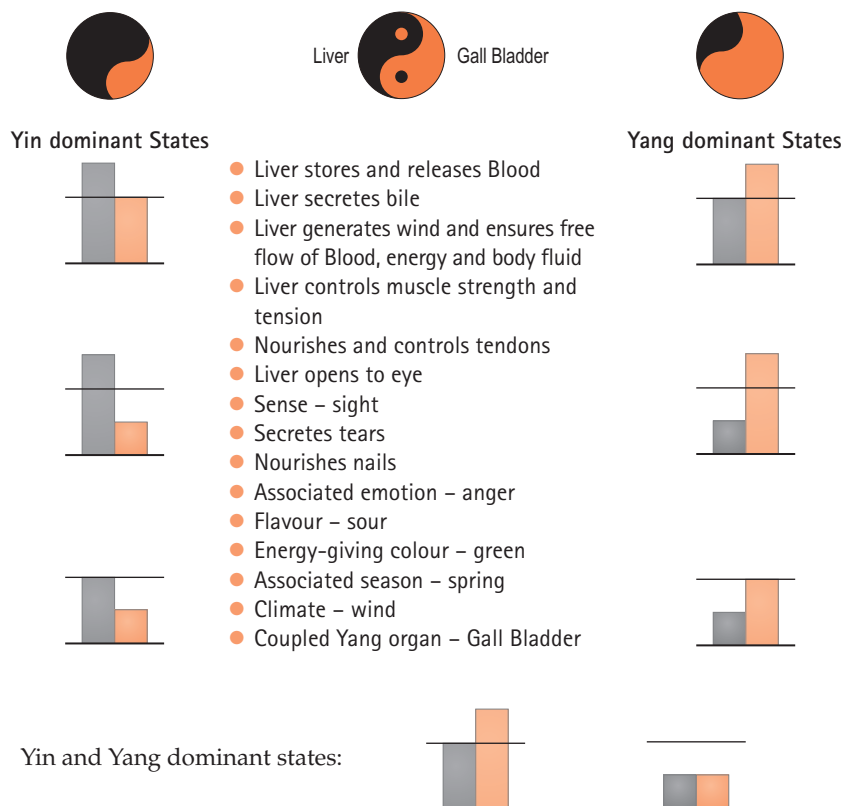 Liver
Gall Bladder
Yin dominant States
Yang dominant States
Liver stores and releases Blood
Liver secretes bile
Liver generates wind and ensures free
flow of Blood, energy and body fluid
Liver controls muscle strength and
tension
Nourishes and controls tendons
Liver opens to eye
Sense – sight
Secretes tears
Nourishes nails
Associated emotion – anger
Flavour – sour
Energy-giving colour – green
Associated season – spring
Climate – wind
Coupled Yang organ – Gall Bladder
Yin and Yang dominant states: